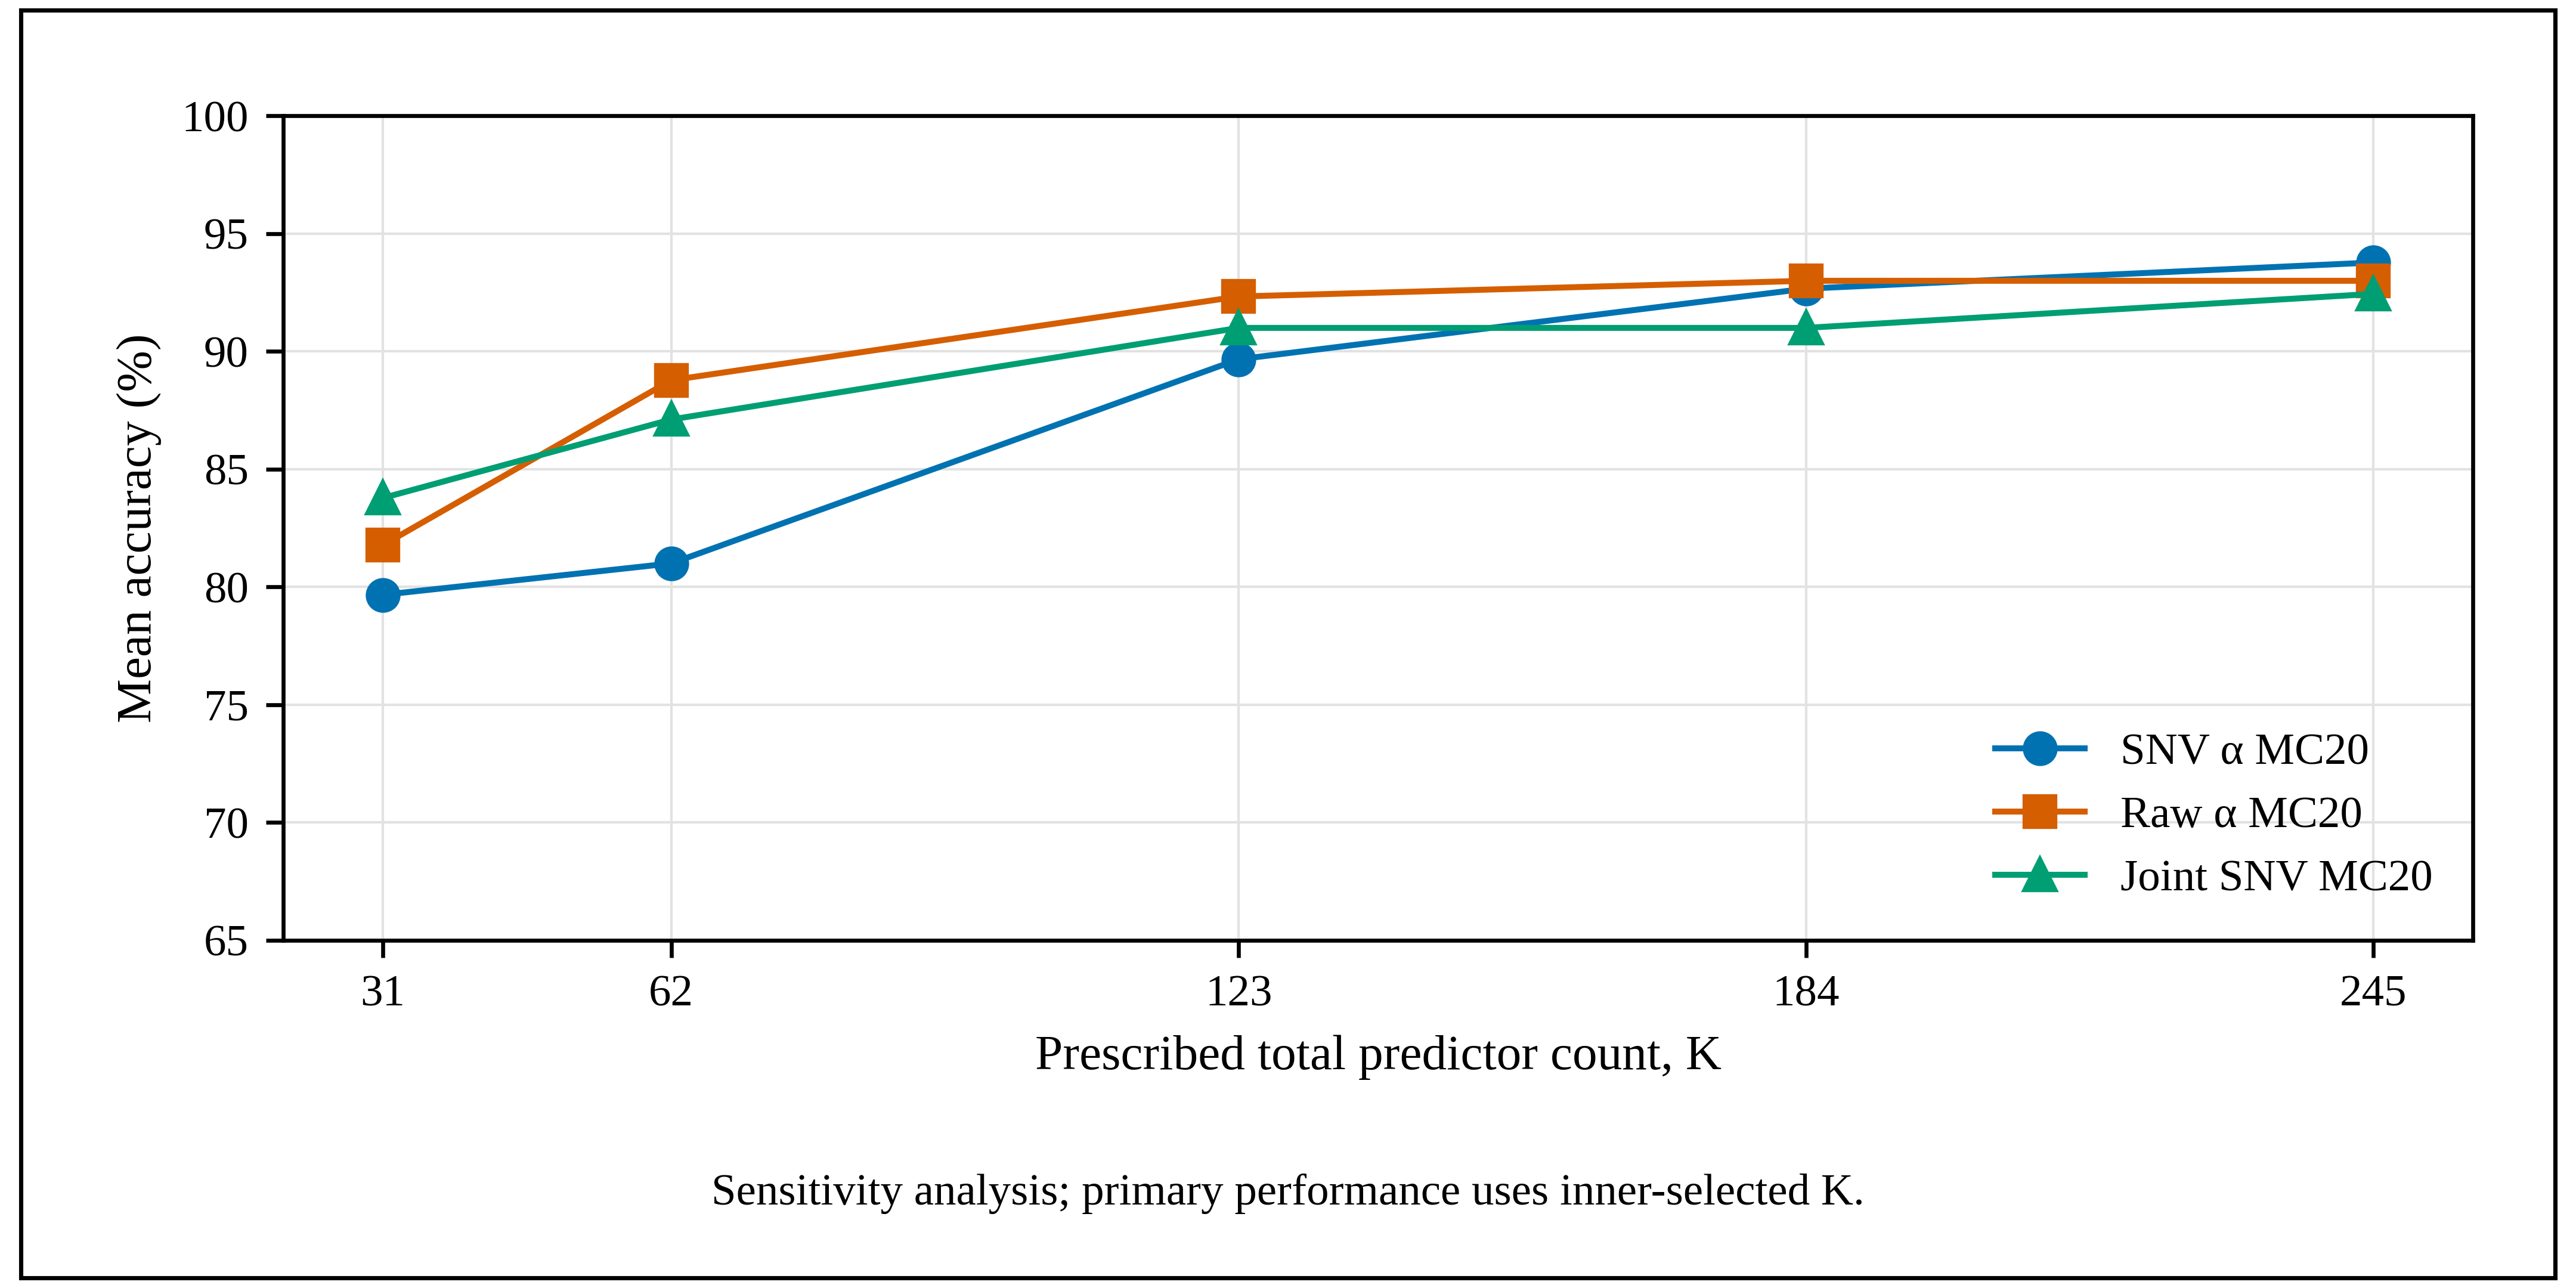 100
95
90
85
80
75
70
65
Mean accuracy (%)
SNV α MC20
Raw α MC20
Joint SNV MC20
31 62 123 184 245
Prescribed total predictor count, K
Sensitivity analysis; primary performance uses inner-selected K.